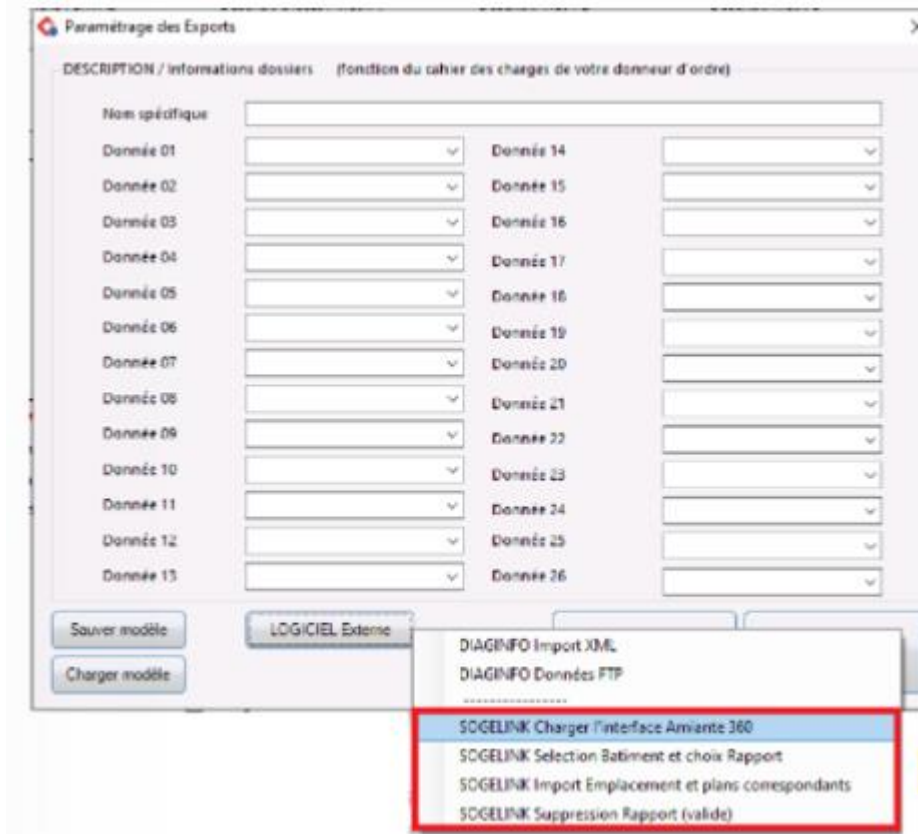 Paramétrage des Exports
DESCRIPTION / Informations dossiers (fonction du cahier des charges de votre donneur d'ordre)
Nom spécifique
Donnée 01 Donnée 14
Donnée 02 Donnée 15
Donnée 03 Donnée 16
Donnée 04 Donnée 17
Donnée 05 Donnée 18
Donnée 06 Donnée 19
Donnée 07 Donnée 20
Donnée 08 Donnée 21
Donnée 09 Donnée 22
Donnée 10 Donnée 23
Donnée 11 Donnée 24
Donnée 12 Donnée 25
Donnée 13 Donnée 26
Sauver modèle LOGICIEL Externe
Charger modèle
DIAGINFO Import XML
DIAGINFO Données FTP
----------------
SOGELINK Charger l'interface Amiante 360
SOGELINK Selection Batiment et choix Rapport
SOGELINK Import Emplacement et plans correspondants
SOGELINK Suppression Rapport (valide)